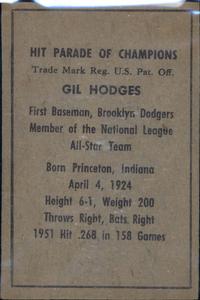 HIT PARADE OF CHAMPIONS
Trade Mark Reg. U.S. Pat. Off.
GIL HODGES
First Baseman, Brooklyn Dodgers
Member of the National League
All-Star Team
Born Princeton, Indiana
April 4, 1924
Height 6-1, Weight 200
Throws Right, Bats Right
1951 Hit .268 in 158 Games